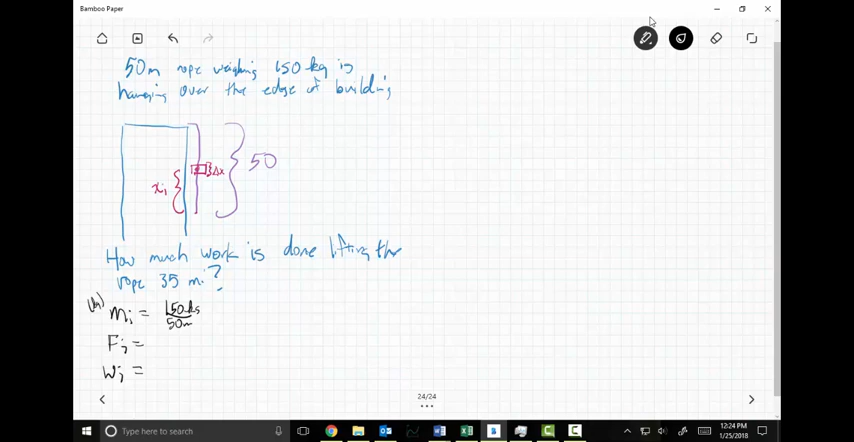 Bamboo Paper
50m rope weighing 150 kg is
hanging over the edge of building
50
Δx
xi
How much work is done lifting the
rope 35 m?
(kg) mi = 150 kg
50m
Fi =
Wi =
24/24
Type here to search
12:24 PM
1/25/2018